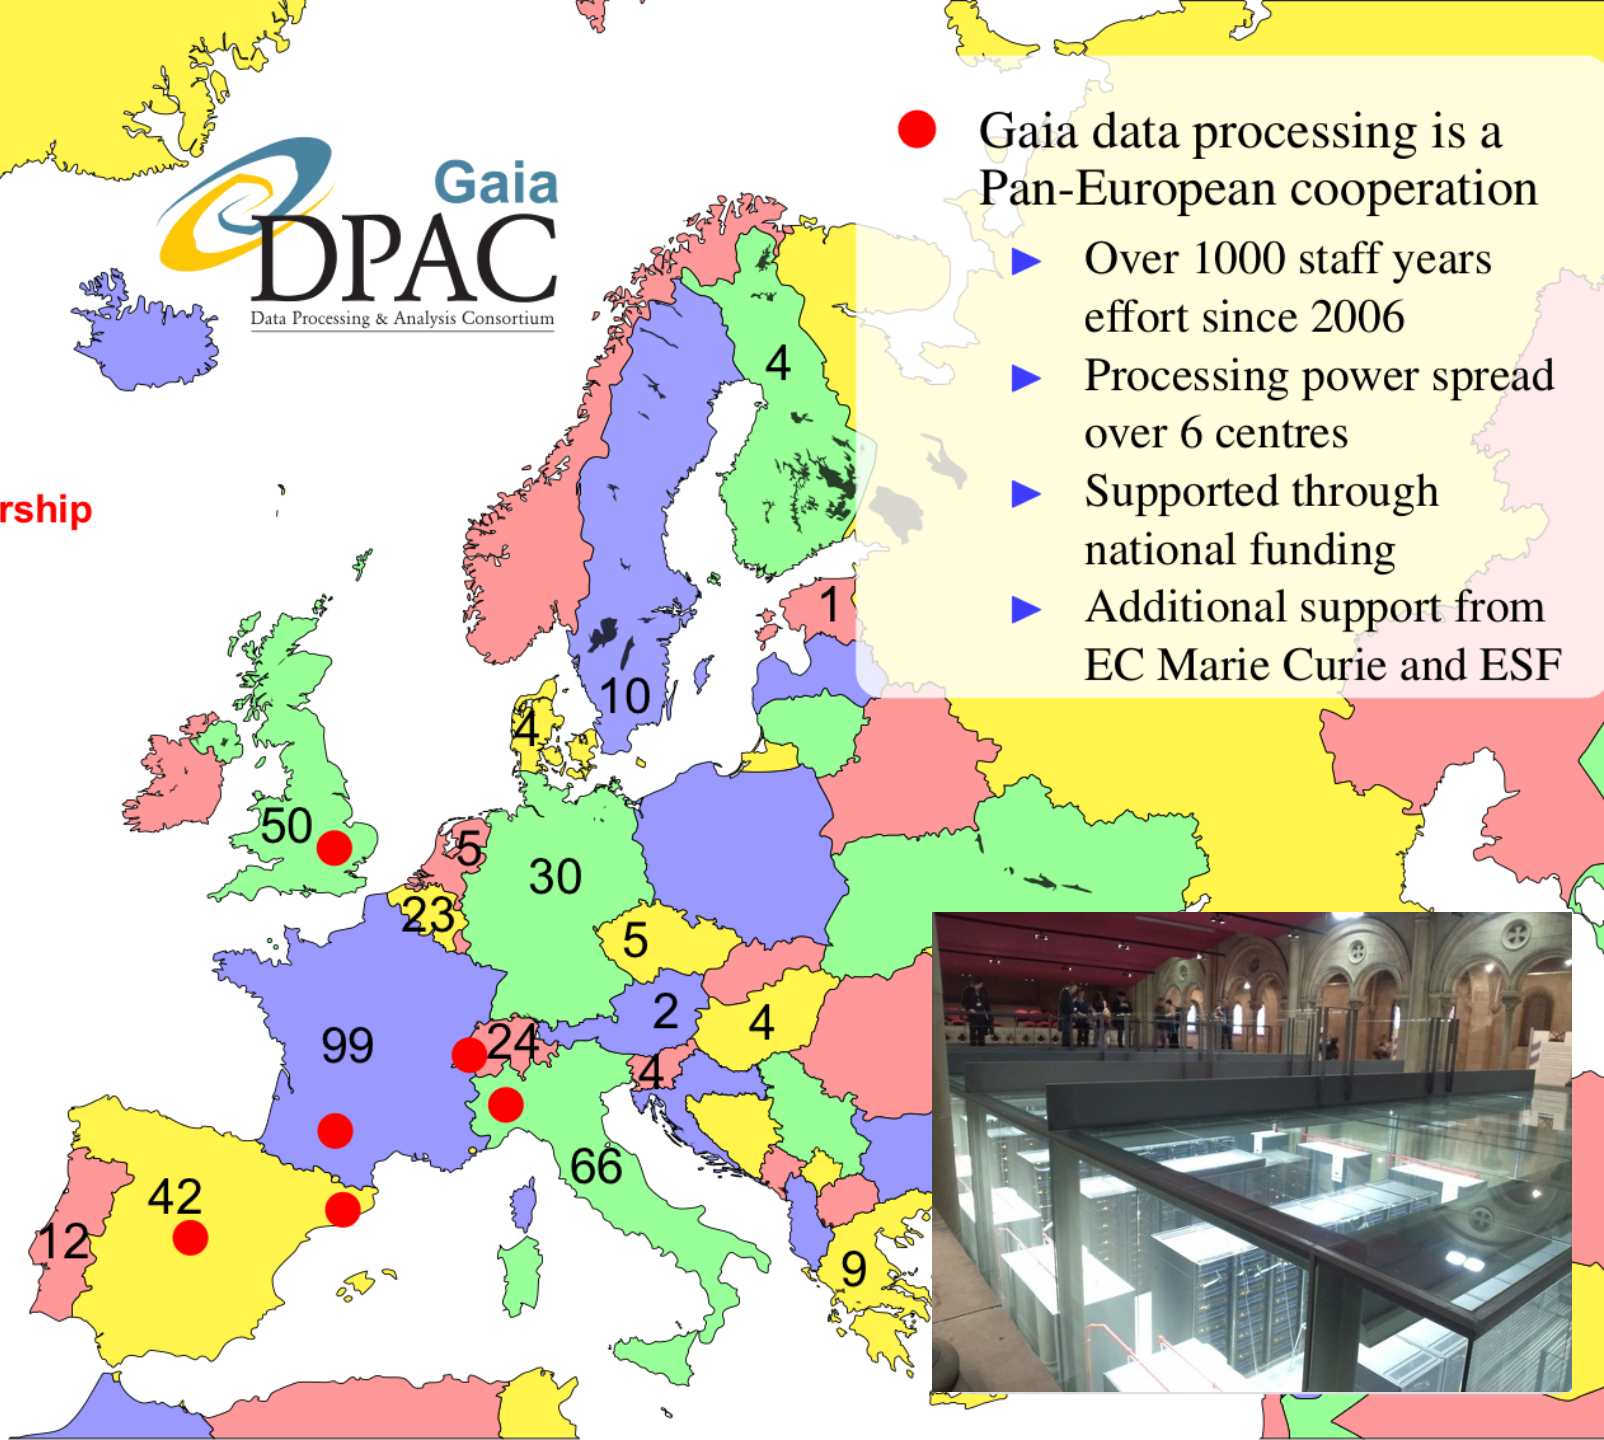 Gaia
DPAC
Data Processing & Analysis Consortium
rship
Gaia data processing is a
Pan-European cooperation
Over 1000 staff years
effort since 2006
Processing power spread
over 6 centres
Supported through
national funding
Additional support from
EC Marie Curie and ESF
4
1
10
4
50
5
30
23
5
2
4
99
24
4
66
42
12
9